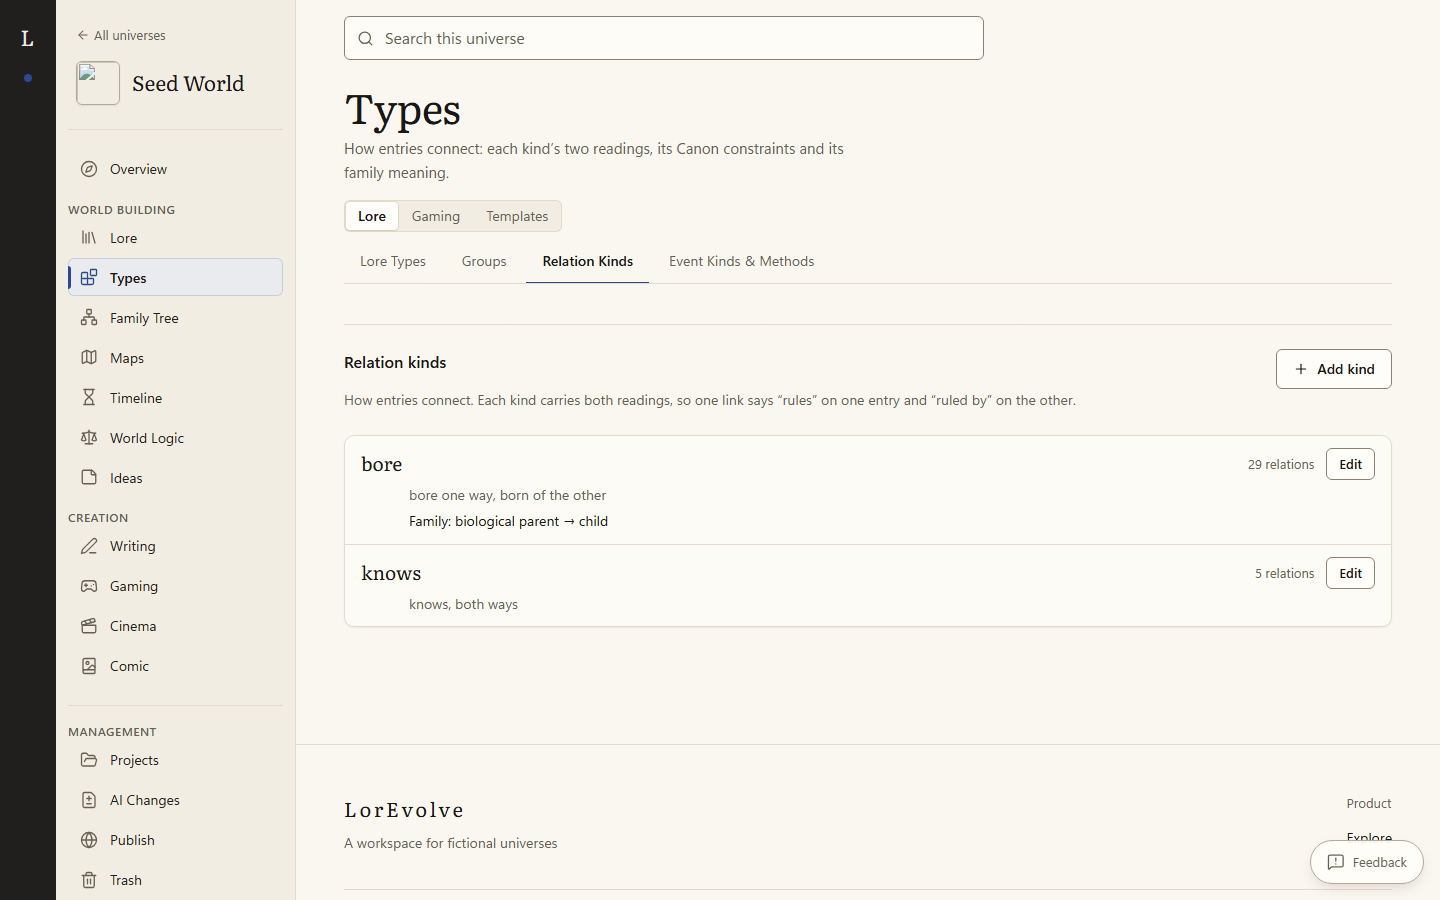 L
All universes
Seed World
Overview
WORLD BUILDING
Lore
Types
Family Tree
Maps
Timeline
World Logic
Ideas
CREATION
Writing
Gaming
Cinema
Comic
MANAGEMENT
Projects
AI Changes
Publish
Trash
Search this universe
Types
How entries connect: each kind’s two readings, its Canon constraints and its
family meaning.
Lore Gaming Templates
Lore Types Groups Relation Kinds Event Kinds & Methods
Relation kinds
+ Add kind
How entries connect. Each kind carries both readings, so one link says “rules” on one entry and “ruled by” on the other.
bore
29 relations Edit
bore one way, born of the other
Family: biological parent → child
knows
5 relations Edit
knows, both ways
LorEvolve
A workspace for fictional universes
Product
Explore
Feedback